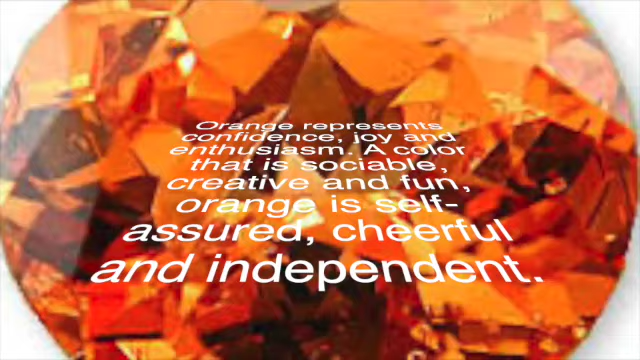 Orange represents
confidence, joy and
enthusiasm. A color
that is sociable,
creative and fun,
orange is self-
assured, cheerful
and independent.